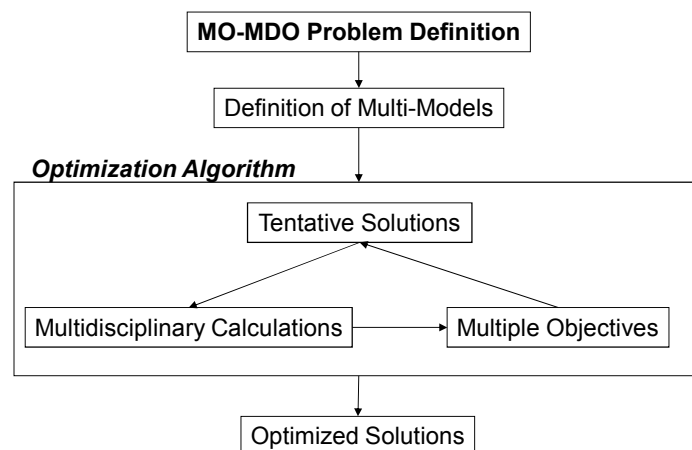 MO-MDO Problem Definition
Definition of Multi-Models
Optimization Algorithm
Tentative Solutions
Multidisciplinary Calculations
Multiple Objectives
Optimized Solutions